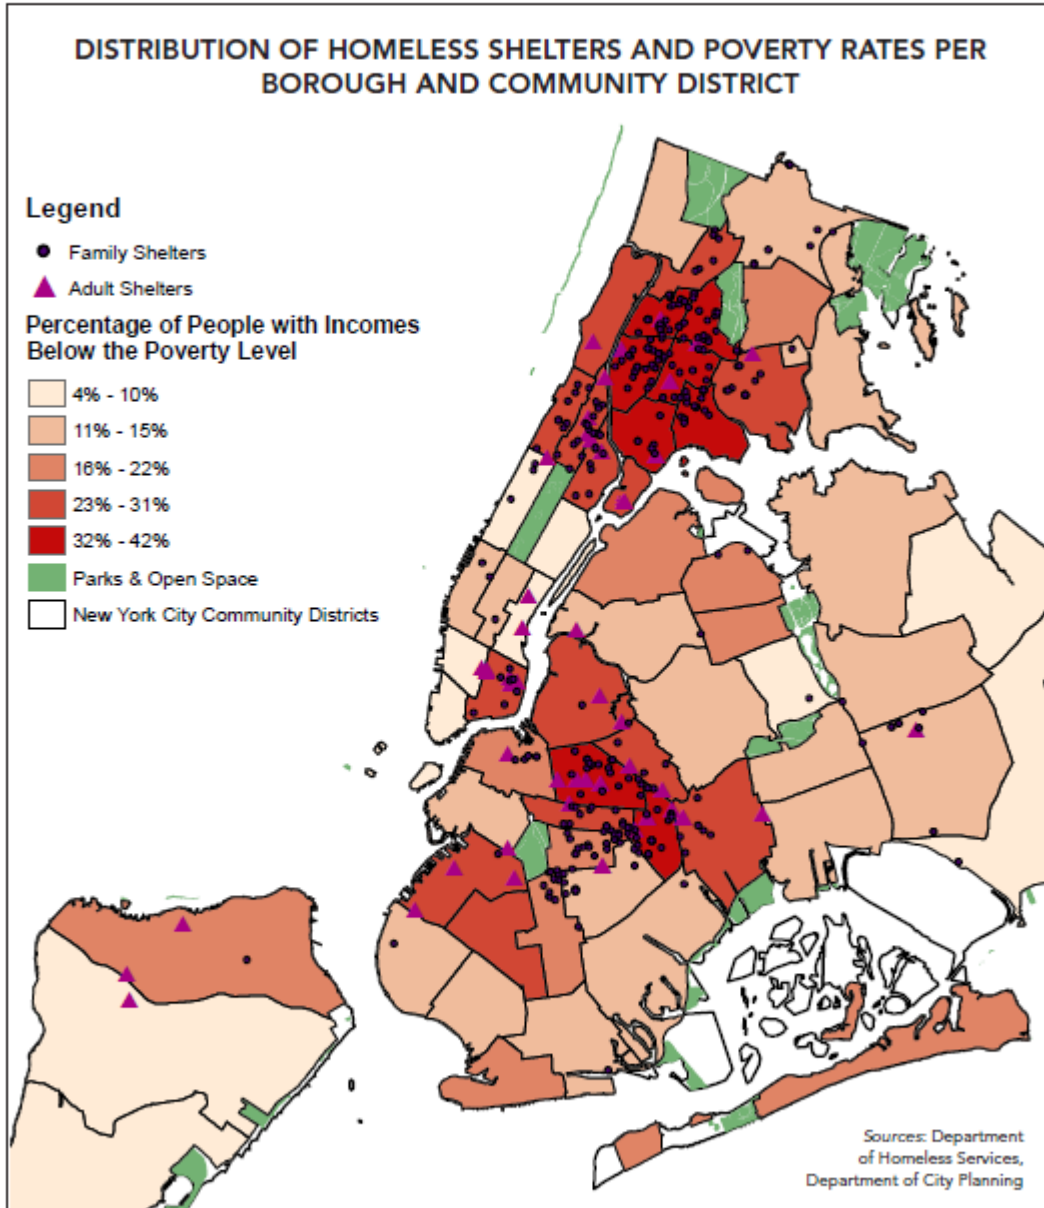 DISTRIBUTION OF HOMELESS SHELTERS AND POVERTY RATES PER
BOROUGH AND COMMUNITY DISTRICT
Legend
Family Shelters
Adult Shelters
Percentage of People with Incomes
Below the Poverty Level
4% - 10%
11% - 15%
16% - 22%
23% - 31%
32% - 42%
Parks & Open Space
New York City Community Districts
Sources: Department
of Homeless Services,
Department of City Planning